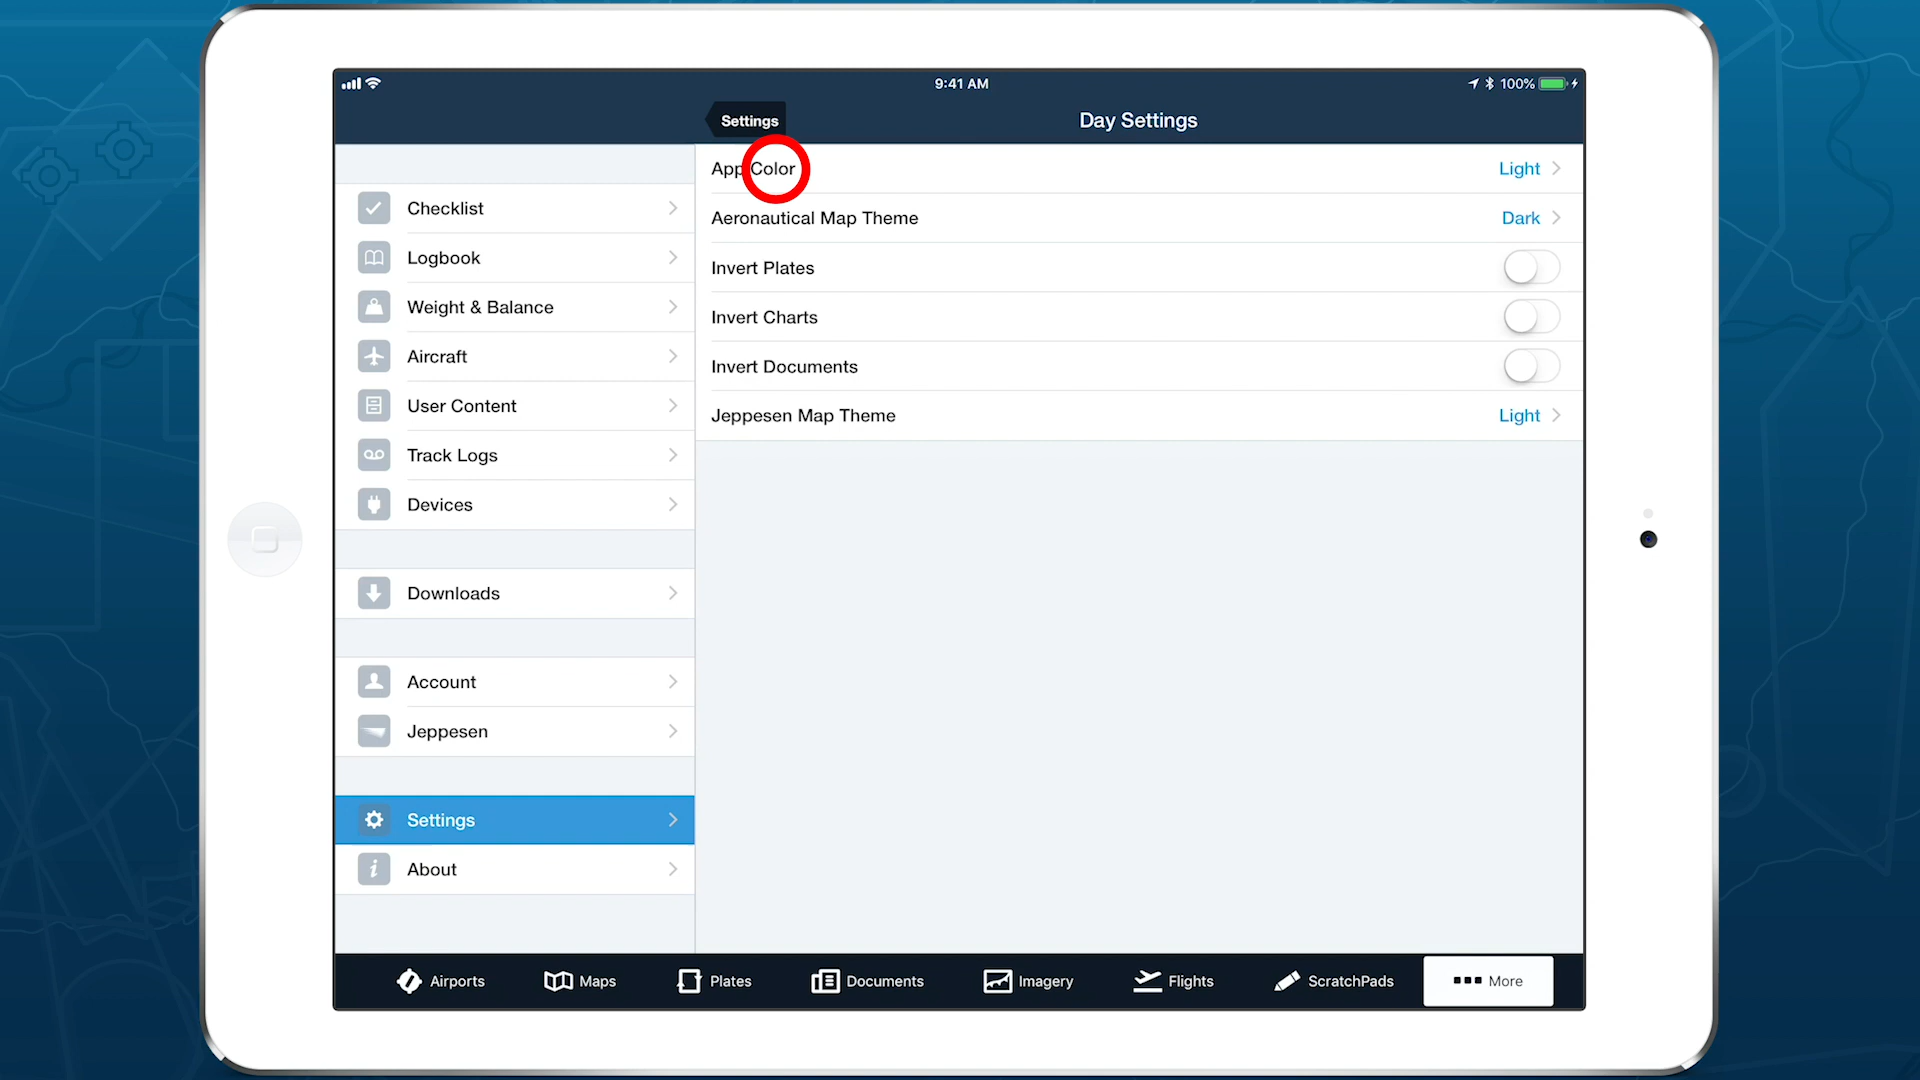 9:41 AM
100%
Settings
Day Settings
Checklist
Logbook
Weight & Balance
Aircraft
User Content
Track Logs
Devices
Downloads
Account
Jeppesen
Settings
About
App Color Light
Aeronautical Map Theme Dark
Invert Plates
Invert Charts
Invert Documents
Jeppesen Map Theme Light
Airports Maps Plates Documents Imagery Flights ScratchPads More